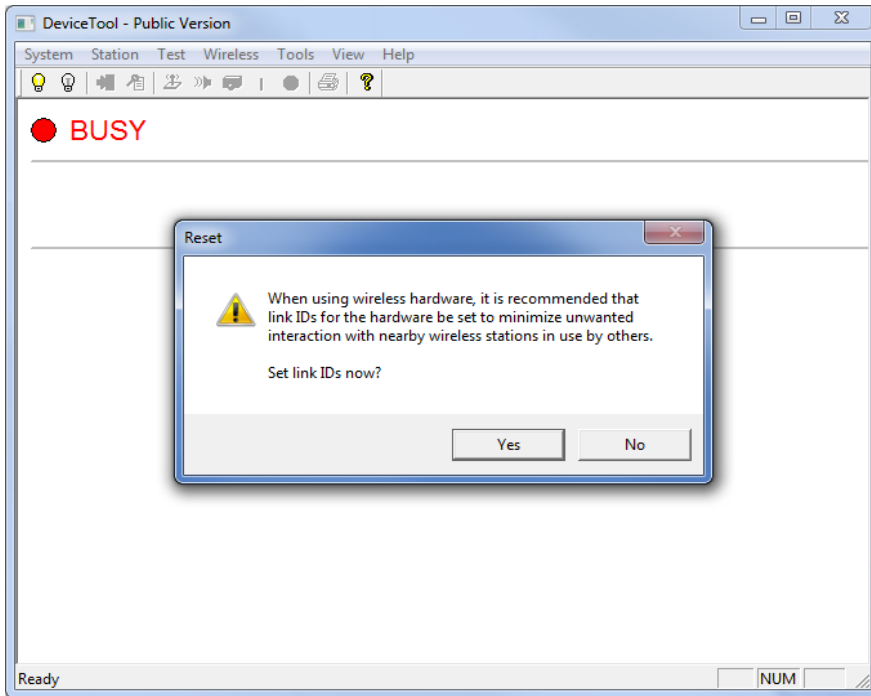 DeviceTool - Public Version
System Station Test Wireless Tools View Help
BUSY
Reset
When using wireless hardware, it is recommended that
link IDs for the hardware be set to minimize unwanted
interaction with nearby wireless stations in use by others.
Set link IDs now?
Yes No
Ready NUM